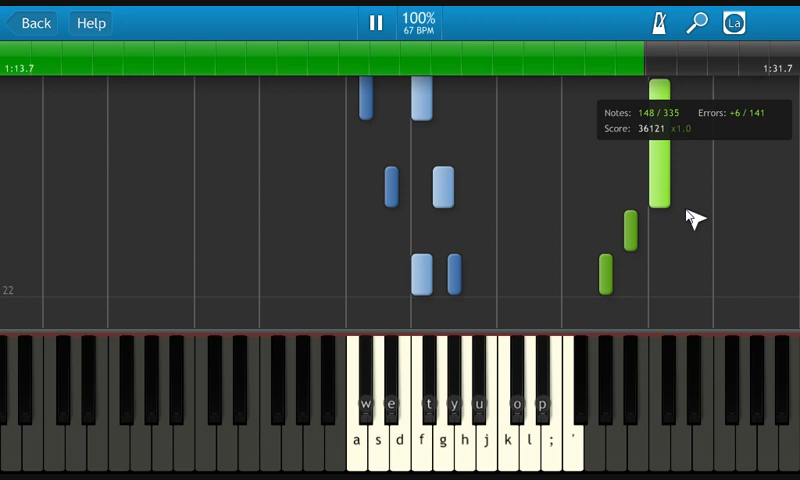 Back Help 100% La
67 BPM
1:13.7 1:31.7
Notes: 148 / 335 Errors: +6 / 141
Score: 36121 x1.0
22
w e t y u o p
a s d f g h j k l ; '